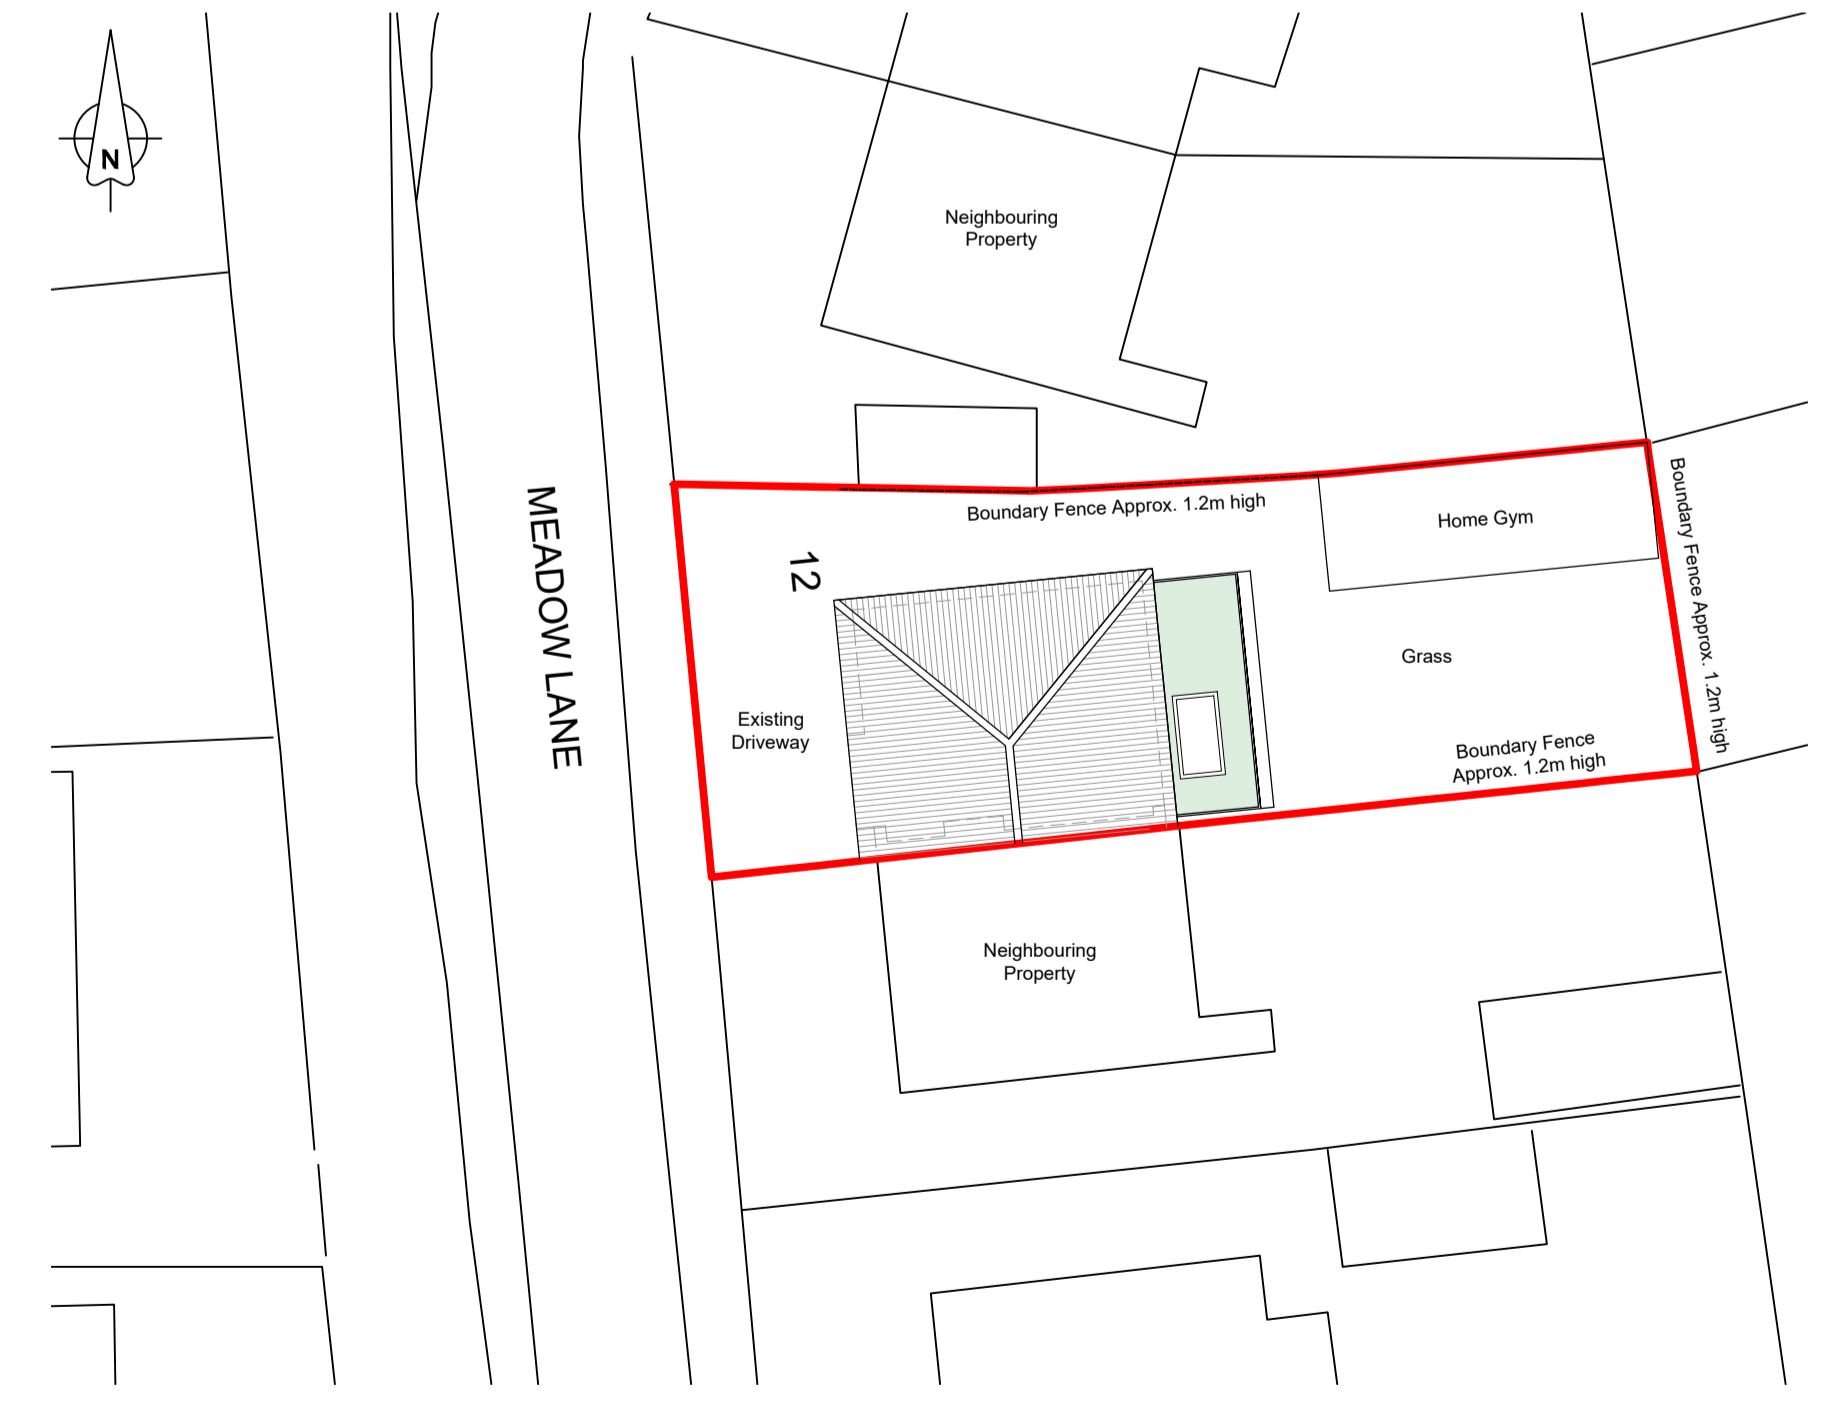 N
Neighbouring
Property
MEADOW LANE
12
Boundary Fence Approx. 1.2m high
Home Gym
Boundary Fence Approx. 1.2m high
Grass
Existing
Driveway
Boundary Fence
Approx. 1.2m high
Neighbouring
Property